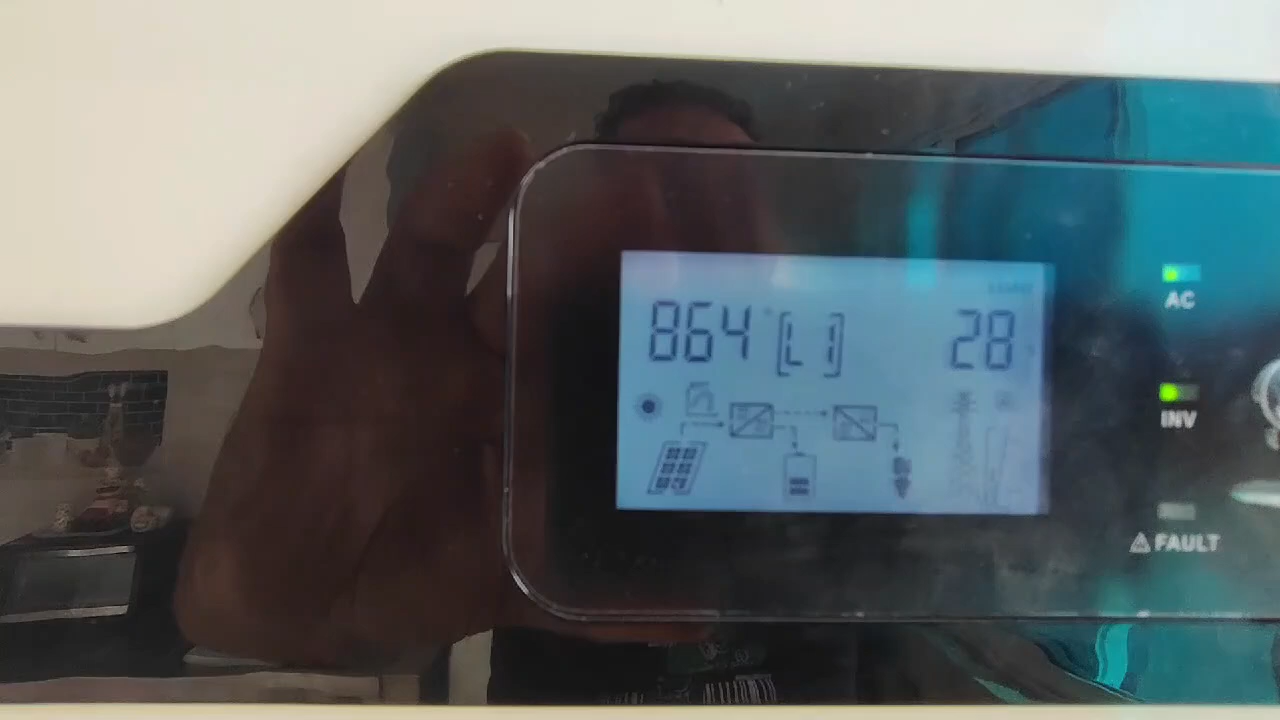 864 [L1] 28
AC
INV
⚠ FAULT